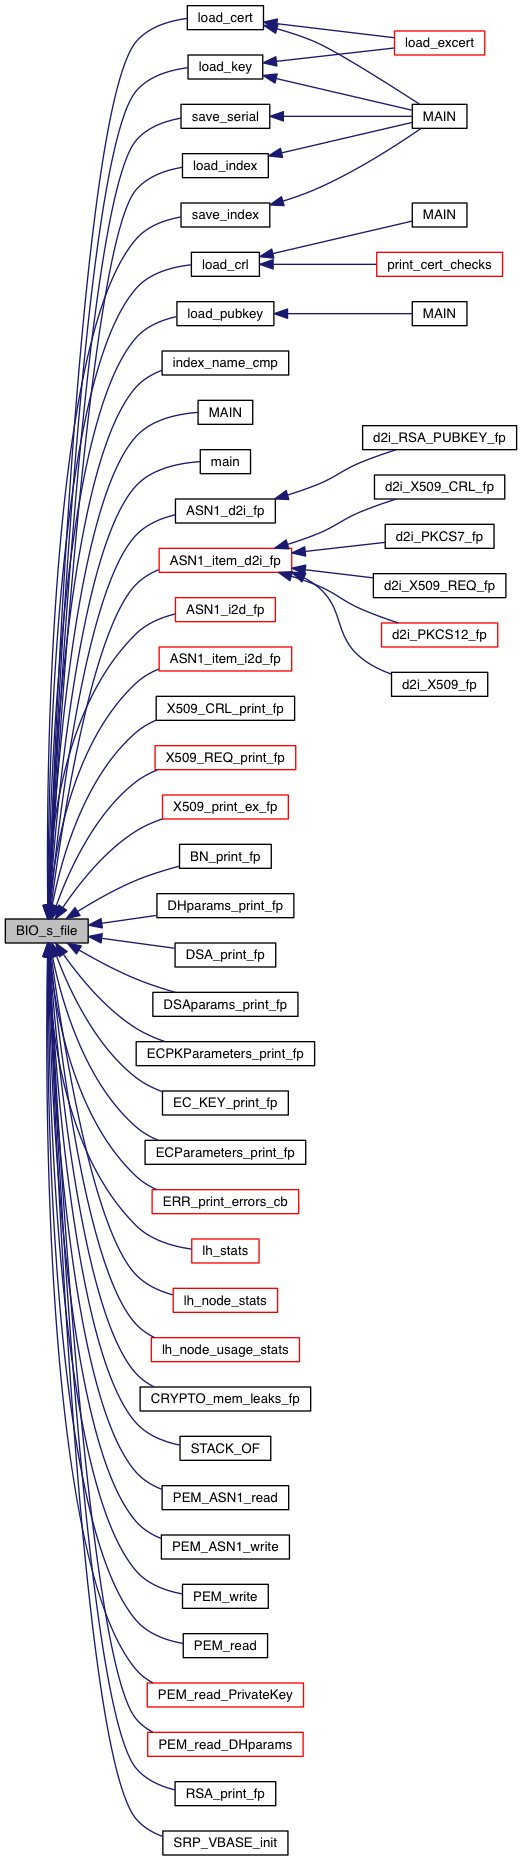 load_cert
load_excert
load_key
save_serial
MAIN
load_index
save_index
MAIN
load_crl
print_cert_checks
load_pubkey
MAIN
index_name_cmp
MAIN
d2i_RSA_PUBKEY_fp
main
d2i_X509_CRL_fp
ASN1_d2i_fp
d2i_PKCS7_fp
ASN1_item_d2i_fp
d2i_X509_REQ_fp
ASN1_i2d_fp
d2i_PKCS12_fp
ASN1_item_i2d_fp
d2i_X509_fp
X509_CRL_print_fp
X509_REQ_print_fp
X509_print_ex_fp
BN_print_fp
DHparams_print_fp
BIO_s_file
DSA_print_fp
DSAparams_print_fp
ECPKParameters_print_fp
EC_KEY_print_fp
ECParameters_print_fp
ERR_print_errors_cb
lh_stats
lh_node_stats
lh_node_usage_stats
CRYPTO_mem_leaks_fp
STACK_OF
PEM_ASN1_read
PEM_ASN1_write
PEM_write
PEM_read
PEM_read_PrivateKey
PEM_read_DHparams
RSA_print_fp
SRP_VBASE_init